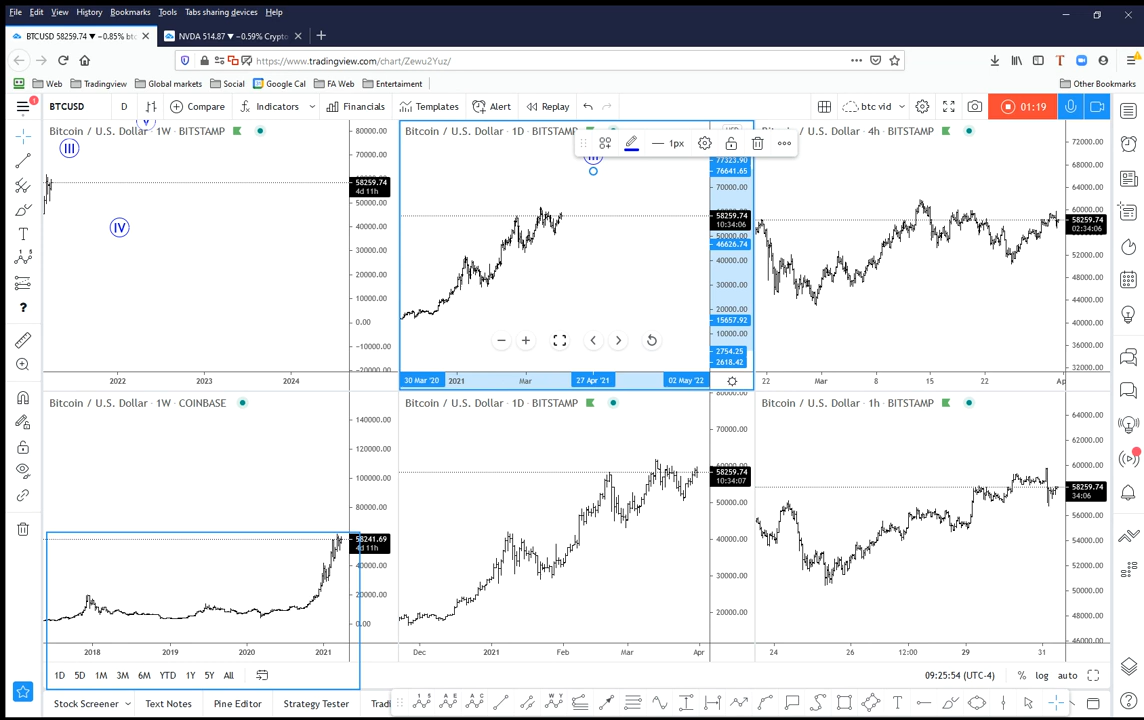 File Edit View History Bookmarks Tools Tabs sharing devices Help
BTCUSD 58259.74 ▼ −0.85% btc
NVDA 514.87 ▼ −0.59% Crypto
https://www.tradingview.com/chart/Zewu2Yuz/
Web Tradingview Global markets Social Google Cal FA Web Entertaiment Other Bookmarks
BTCUSD D Compare Indicators Financials Templates Alert Replay btc vid 01:19
1px
Bitcoin / U.S. Dollar · 1W · BITSTAMP
V
III
IV
80000.00
70000.00
58259.74
4d 11h
50000.00
40000.00
30000.00
20000.00
10000.00
0.00
−10000.00
−20000.00
2022 2023 2024
Bitcoin / U.S. Dollar · 1D · BITSTAMP
III
77323.90
76641.65
70000.00
58259.74
10:34:06
50000.00
46626.74
40000.00
30000.00
20000.00
15657.92
10000.00
2754.25
2618.42
30 Mar '20 2021 Mar 27 Apr '21 02 May '22
Bitcoin / U.S. Dollar · 4h · BITSTAMP
72000.00
68000.00
64000.00
60000.00
58259.74
02:34:06
52000.00
48000.00
44000.00
40000.00
36000.00
32000.00
22 Mar 8 15 22 Ap
Bitcoin / U.S. Dollar · 1W · COINBASE
140000.00
120000.00
100000.00
80000.00
58241.69
4d 11h
40000.00
20000.00
0.00
2018 2019 2020 2021
Bitcoin / U.S. Dollar · 1D · BITSTAMP
80000.00
70000.00
60000.00
58259.74
10:34:07
50000.00
40000.00
30000.00
20000.00
Dec 2021 Feb Mar Apr
Bitcoin / U.S. Dollar · 1h · BITSTAMP
64000.00
62000.00
60000.00
58259.74
34:06
56000.00
54000.00
52000.00
50000.00
48000.00
46000.00
24 26 12:00 29 31
1D 5D 1M 3M 6M YTD 1Y 5Y All
09:25:54 (UTC-4) % log auto
Stock Screener Text Notes Pine Editor Strategy Tester Tradi